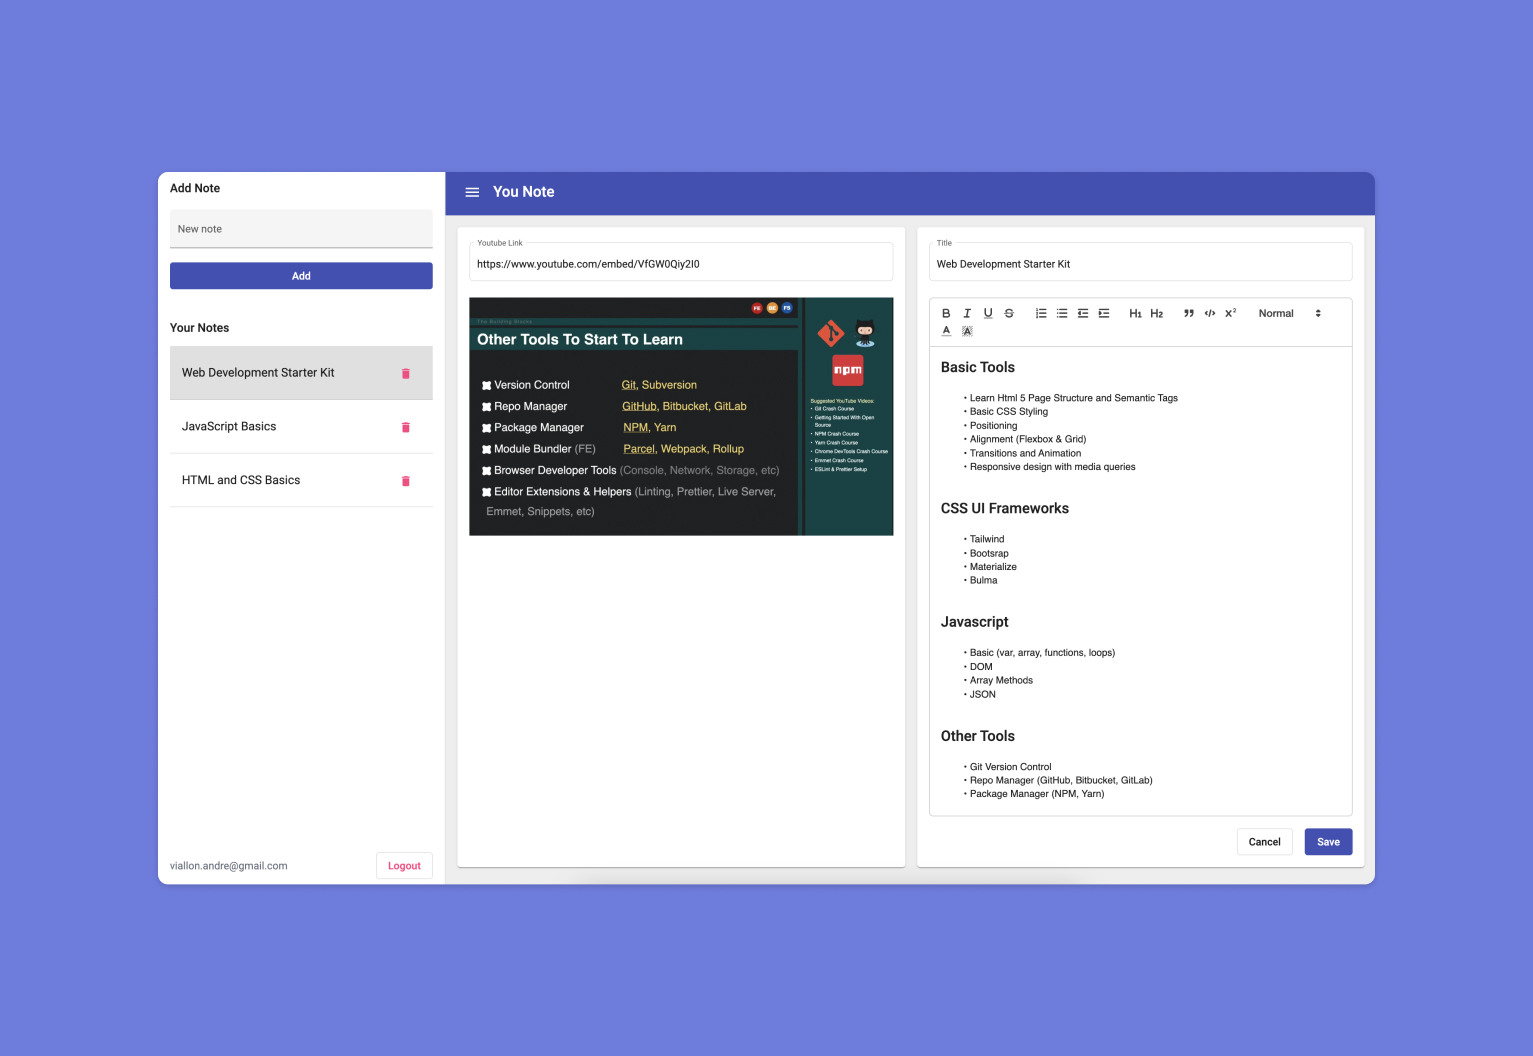 Add Note
New note
Add
Your Notes
Web Development Starter Kit
JavaScript Basics
HTML and CSS Basics
viallon.andre@gmail.com
Logout
You Note
Youtube Link
https://www.youtube.com/embed/VfGW0Qiy2I0
FE BE FS
The Building Blocks
Other Tools To Start To Learn
Version Control Git, Subversion
Repo Manager GitHub, Bitbucket, GitLab
Package Manager NPM, Yarn
Module Bundler (FE) Parcel, Webpack, Rollup
Browser Developer Tools (Console, Network, Storage, etc)
Editor Extensions & Helpers (Linting, Prettier, Live Server,
Emmet, Snippets, etc)
npm
Suggested YouTube Videos:
• Git Crash Course
• Getting Started With Open
Source
• NPM Crash Course
• Yarn Crash Course
• Chrome DevTools Crash Course
• Emmet Crash Course
• ESLint & Prettier Setup
Title
Web Development Starter Kit
B I U S H1 H2 ” </> X² Normal
A A
Basic Tools
• Learn Html 5 Page Structure and Semantic Tags
• Basic CSS Styling
• Positioning
• Alignment (Flexbox & Grid)
• Transitions and Animation
• Responsive design with media queries
CSS UI Frameworks
• Tailwind
• Bootsrap
• Materialize
• Bulma
Javascript
• Basic (var, array, functions, loops)
• DOM
• Array Methods
• JSON
Other Tools
• Git Version Control
• Repo Manager (GitHub, Bitbucket, GitLab)
• Package Manager (NPM, Yarn)
Cancel
Save